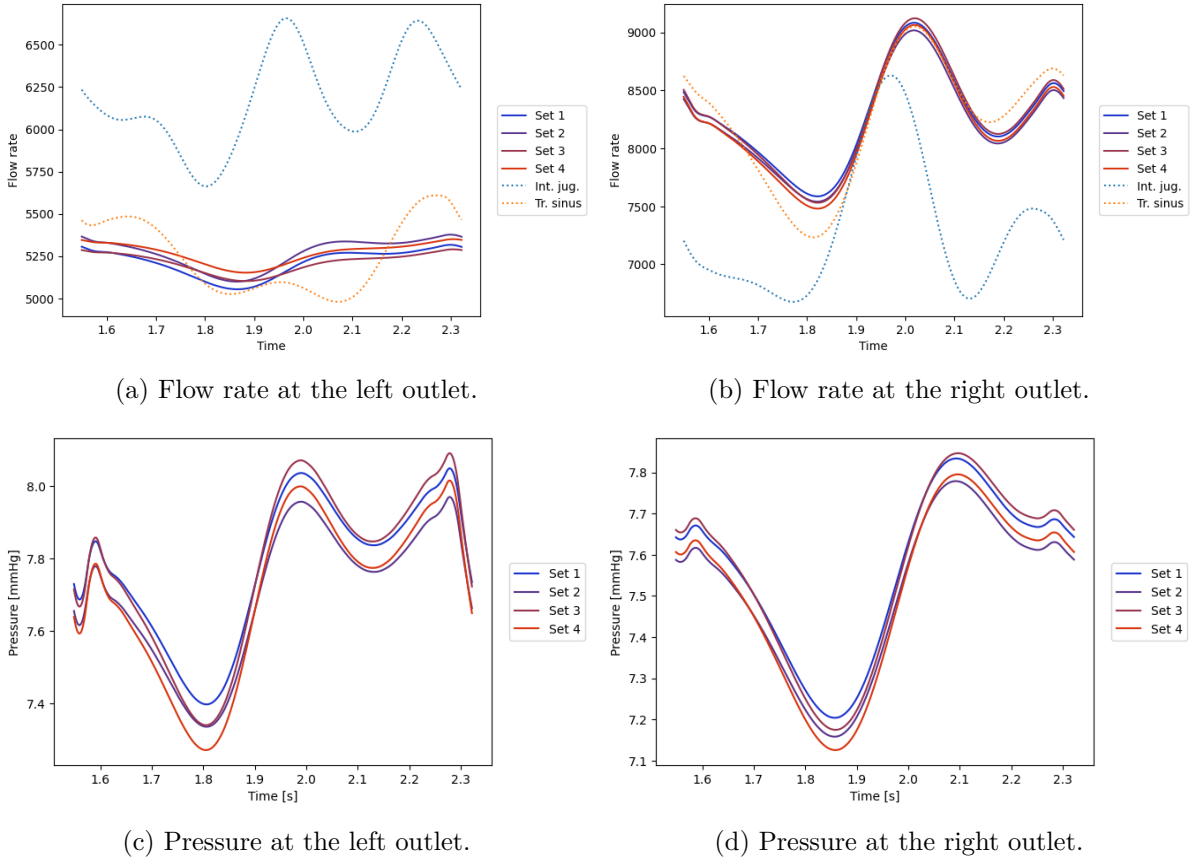 6500
6250
6000
5750
5500
5250
5000
Flow rate
1.6 1.7 1.8 1.9 2.0 2.1 2.2 2.3
Time
Set 1
Set 2
Set 3
Set 4
Int. jug.
Tr. sinus
(a) Flow rate at the left outlet.
9000
8500
8000
7500
7000
Flow rate
1.6 1.7 1.8 1.9 2.0 2.1 2.2 2.3
Time
Set 1
Set 2
Set 3
Set 4
Int. jug.
Tr. sinus
(b) Flow rate at the right outlet.
8.0
7.8
7.6
7.4
Pressure [mmHg]
1.6 1.7 1.8 1.9 2.0 2.1 2.2 2.3
Time [s]
Set 1
Set 2
Set 3
Set 4
(c) Pressure at the left outlet.
7.8
7.7
7.6
7.5
7.4
7.3
7.2
7.1
Pressure [mmHg]
1.6 1.7 1.8 1.9 2.0 2.1 2.2 2.3
Time [s]
Set 1
Set 2
Set 3
Set 4
(d) Pressure at the right outlet.